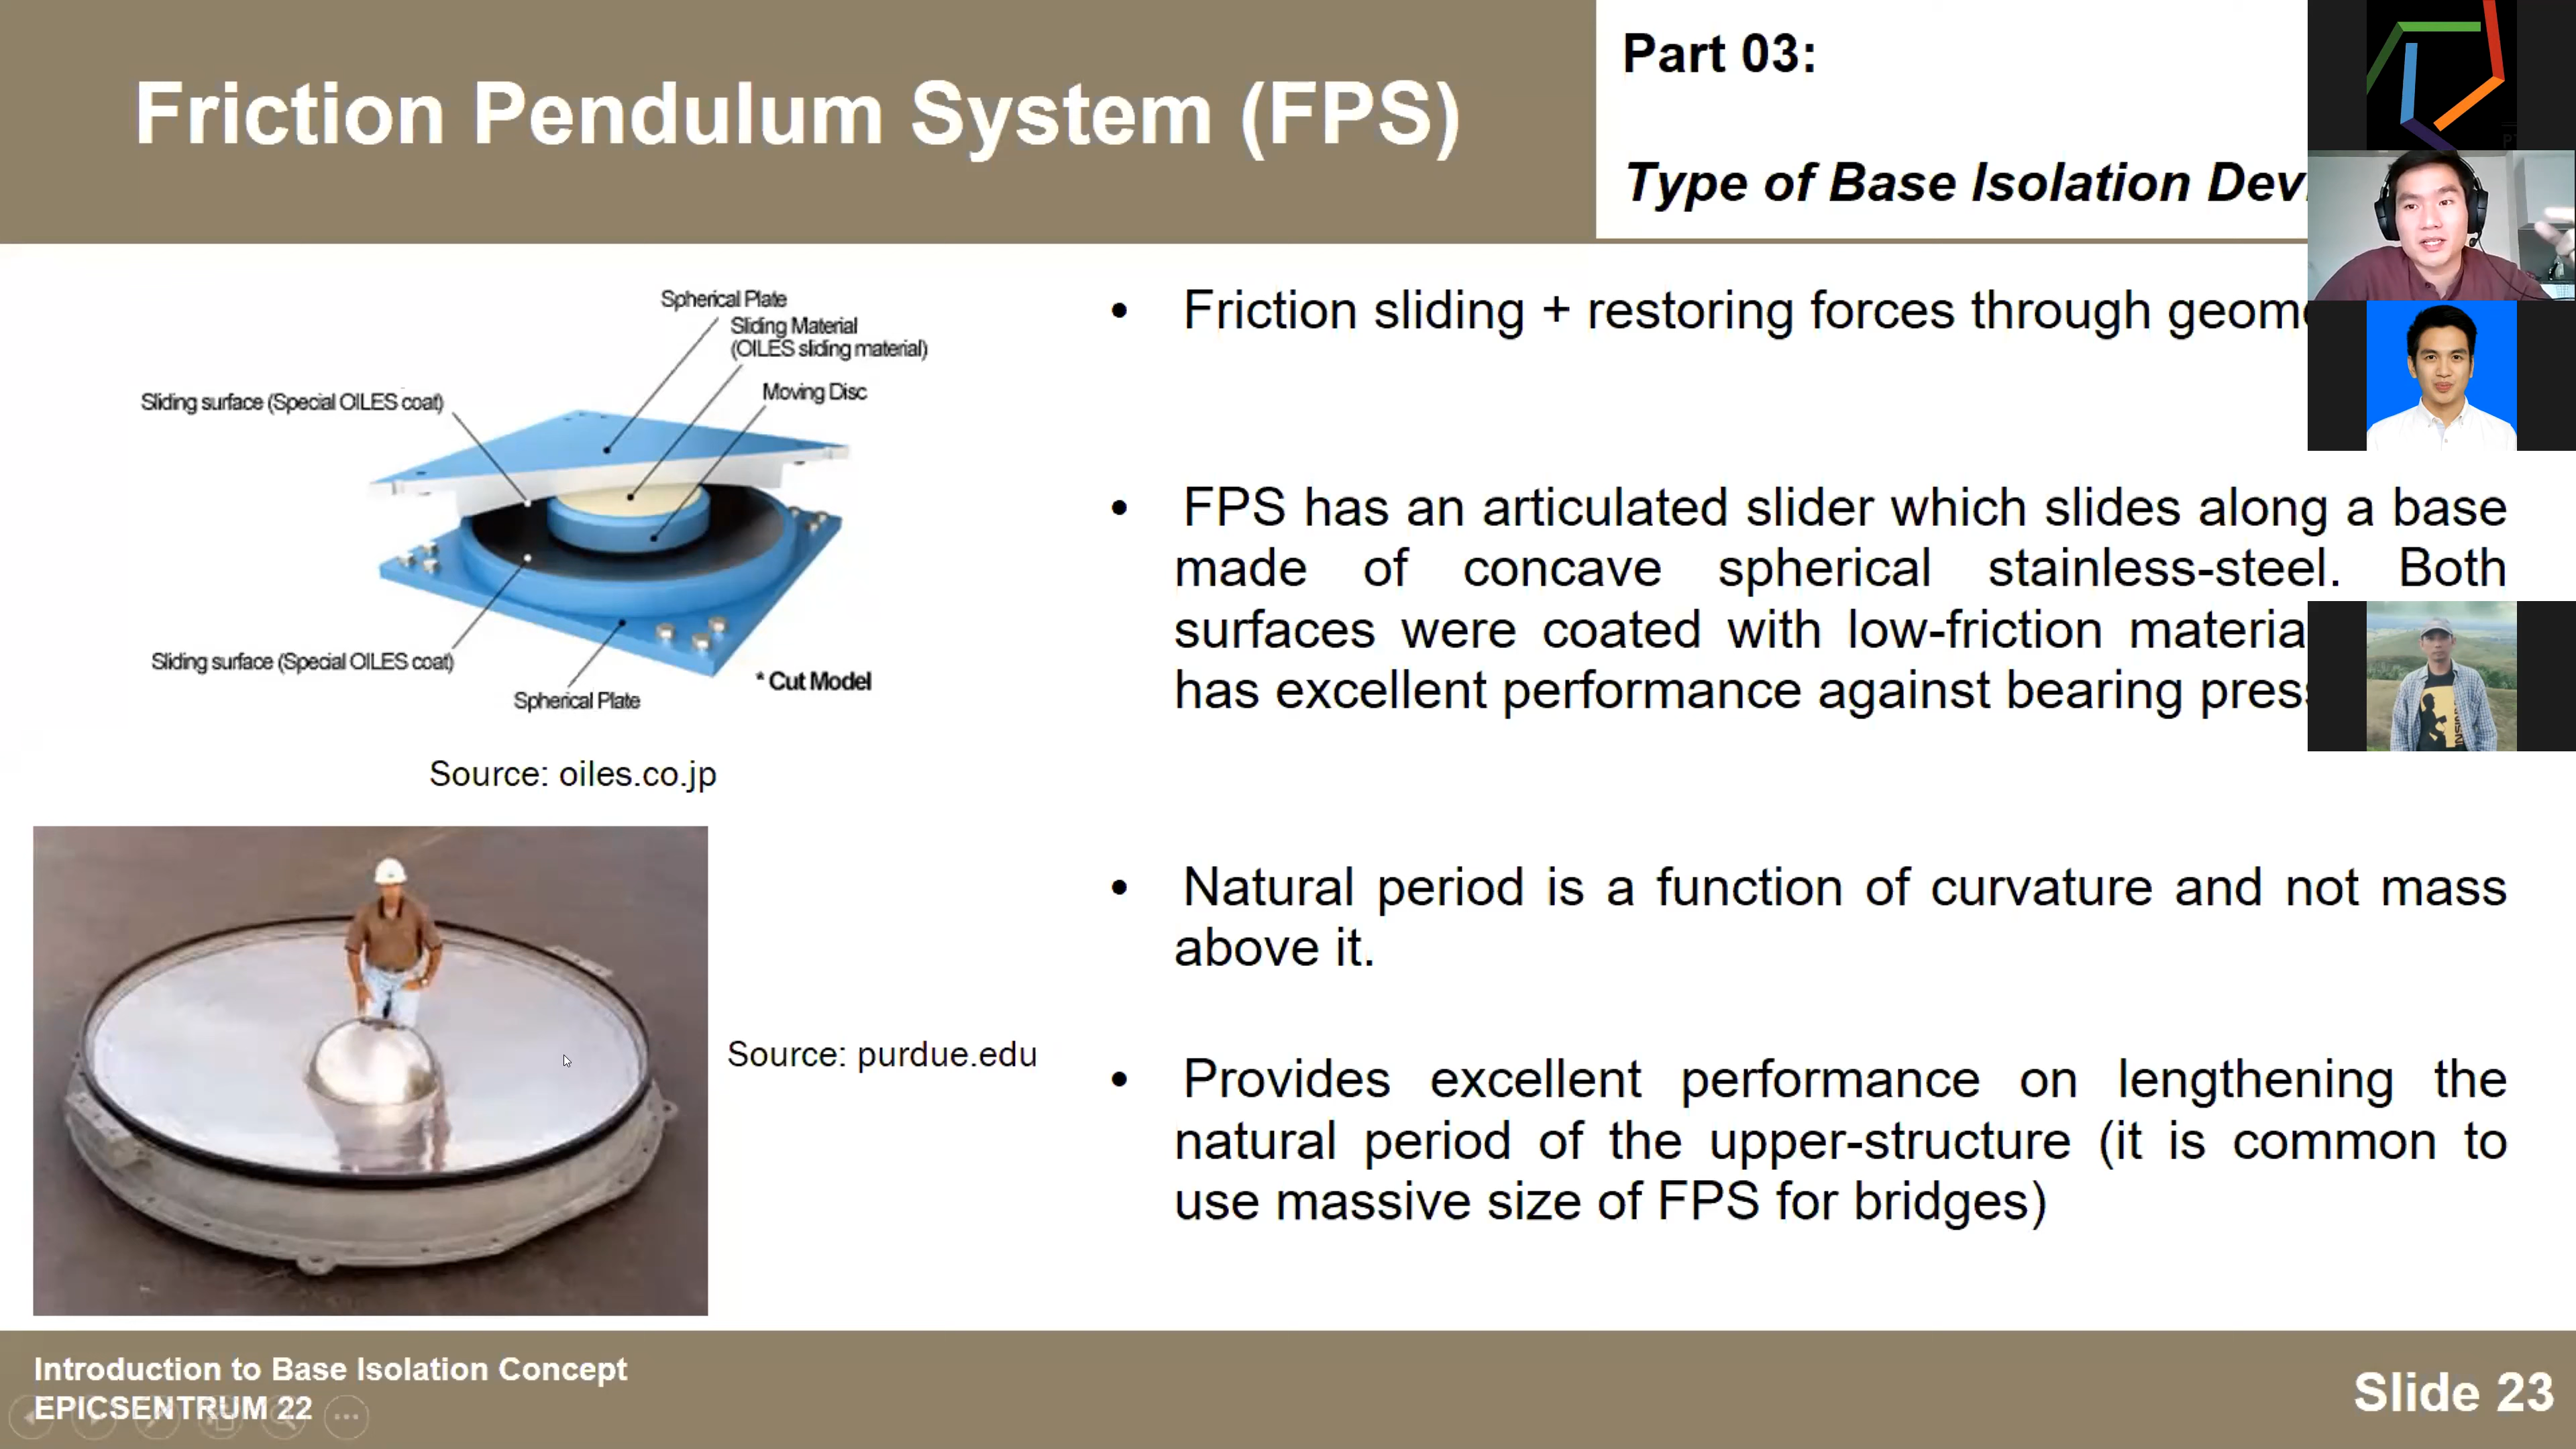 Friction Pendulum System (FPS)
Part 03:
Type of Base Isolation
Spherical Plate
Sliding Material
(OILES sliding material)
Moving Disc
Sliding surface (Special OILES coat)
Sliding surface (Special OILES coat)
Spherical Plate
* Cut Model
Source: oiles.co.jp
Source: purdue.edu
• Friction sliding + restoring forces through
• FPS has an articulated slider which slides along a base
made of concave spherical stainless-steel. Both
surfaces were coated with low-friction
has excellent performance against bearing
• Natural period is a function of curvature and not mass
above it.
• Provides excellent performance on lengthening the
natural period of the upper-structure (it is common to
use massive size of FPS for bridges)
Introduction to Base Isolation Concept
EPICSENTRUM 22
Slide 23